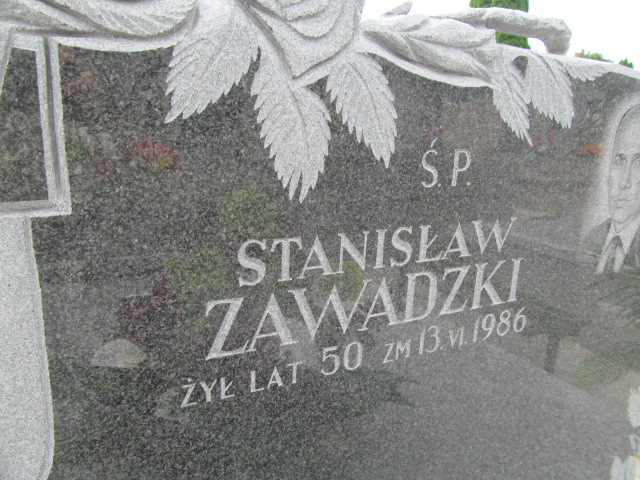 Ś.P.
STANISŁAW
ZAWADZKI
ŻYŁ LAT 50 ZM 13.VI.1986